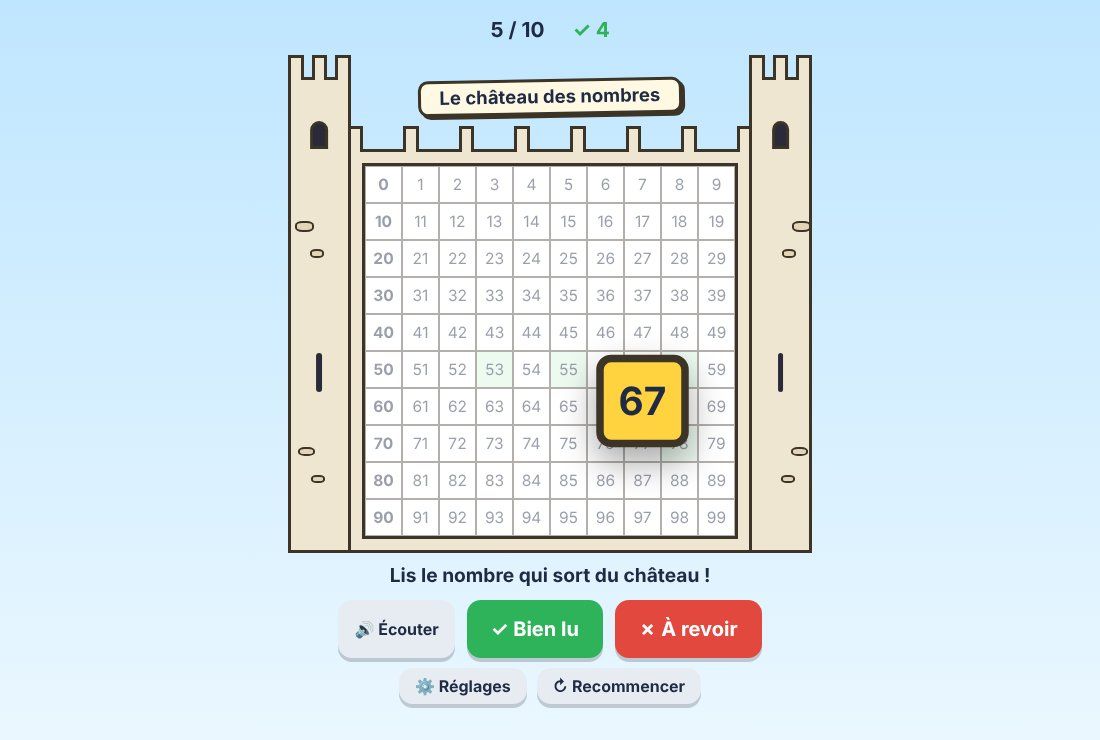 5 / 10 ✓ 4
Le château des nombres
0 1 2 3 4 5 6 7 8 9
10 11 12 13 14 15 16 17 18 19
20 21 22 23 24 25 26 27 28 29
30 31 32 33 34 35 36 37 38 39
40 41 42 43 44 45 46 47 48 49
50 51 52 53 54 55 59
60 61 62 63 64 65 67 69
70 71 72 73 74 75 79
80 81 82 83 84 85 86 87 88 89
90 91 92 93 94 95 96 97 98 99
Lis le nombre qui sort du château !
🔊 Écouter ✓ Bien lu × À revoir
⚙️ Réglages ↻ Recommencer